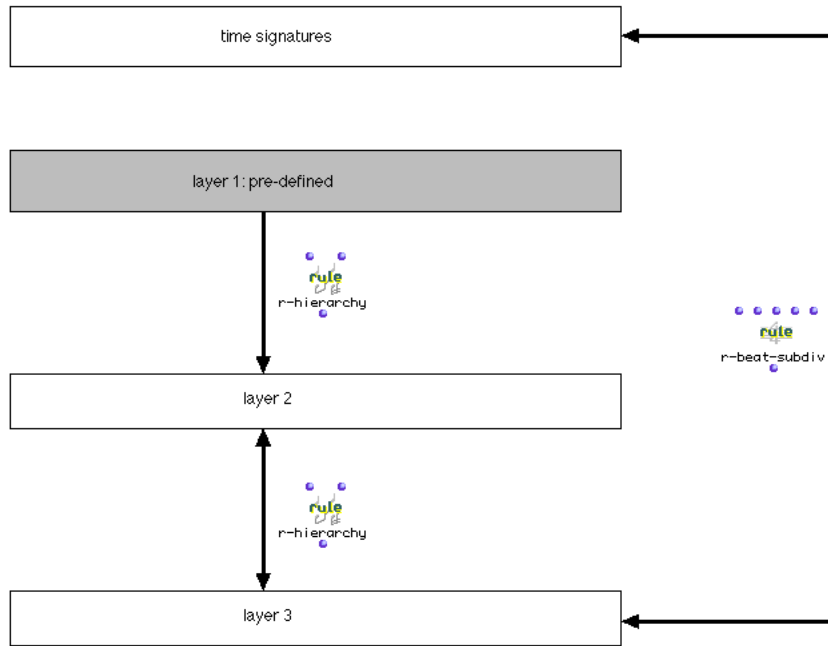 time signatures
layer 1: pre-defined
rule
r-hierarchy
rule
r-beat-subdiv
layer 2
rule
r-hierarchy
layer 3